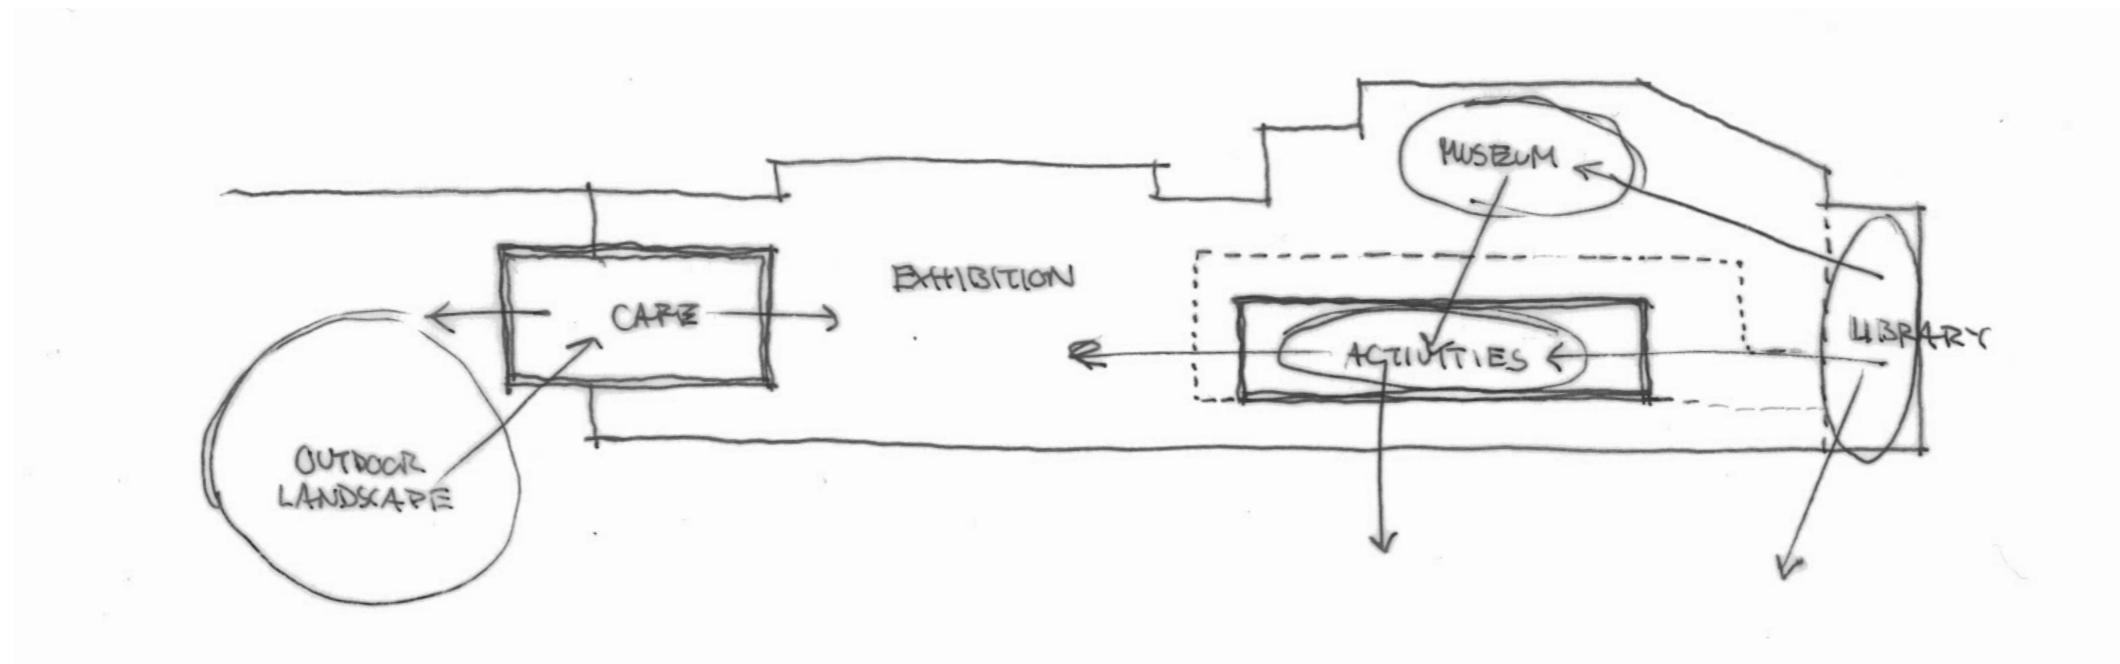 MUSEUM
EXHIBITION
CAFE
LIBRARY
ACTIVITIES
OUTDOOR
LANDSCAPE